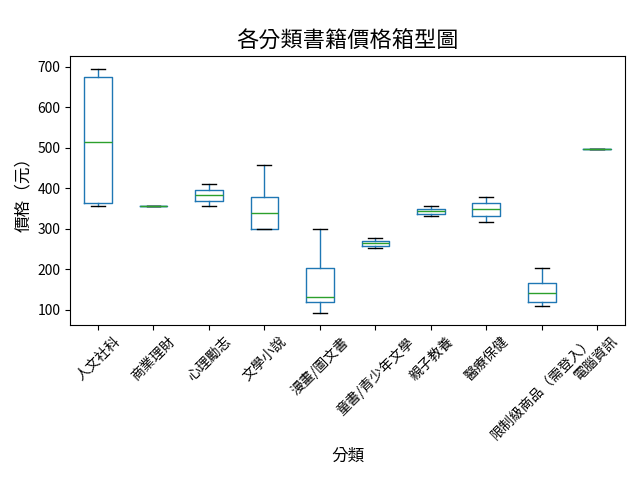 各分類書籍價格箱型圖
價格（元）
700
600
500
400
300
200
100
人文社科
商業理財
心理勵志
文學小說
漫畫/圖文書
童書/青少年文學
親子教養
醫療保健
限制級商品（需登入）
電腦資訊
分類